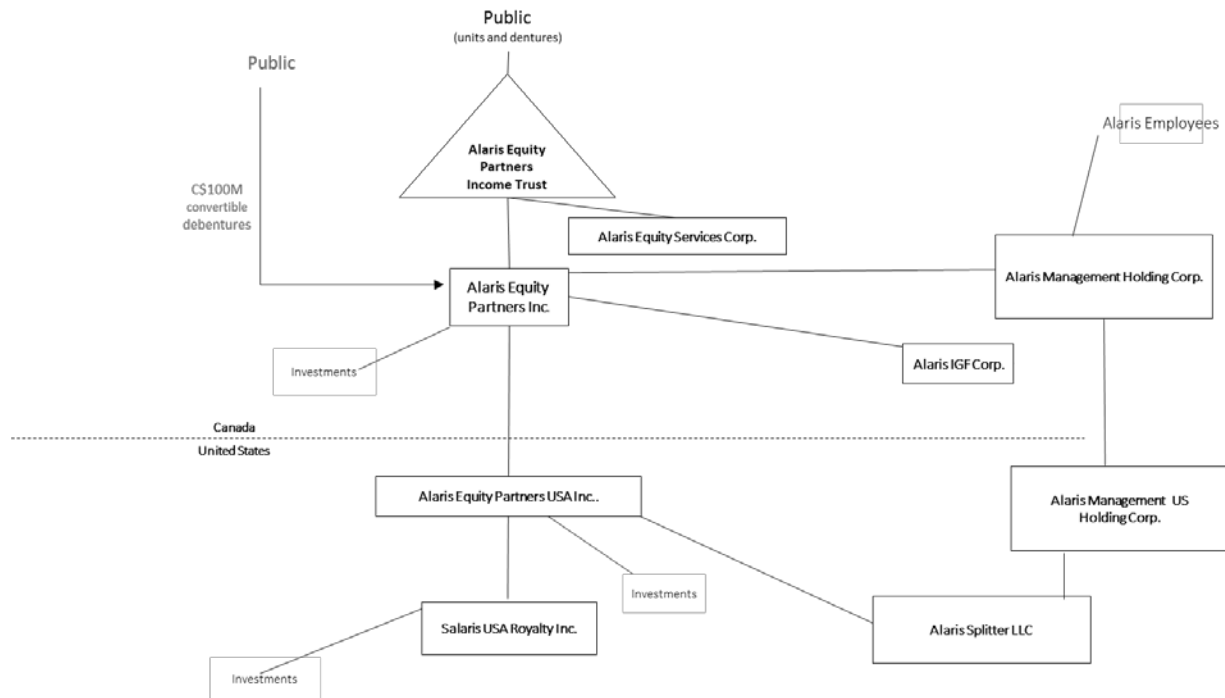 Public
(units and dentures)
Public
Alaris Employees
Alaris Equity
Partners
Income Trust
C$100M
convertible
debentures
Alaris Equity Services Corp.
Alaris Management Holding Corp.
Alaris Equity
Partners Inc.
Investments
Alaris IGF Corp.
Canada
United States
Alaris Equity Partners USA Inc..
Alaris Management US
Holding Corp.
Investments
Salaris USA Royalty Inc.
Alaris Splitter LLC
Investments